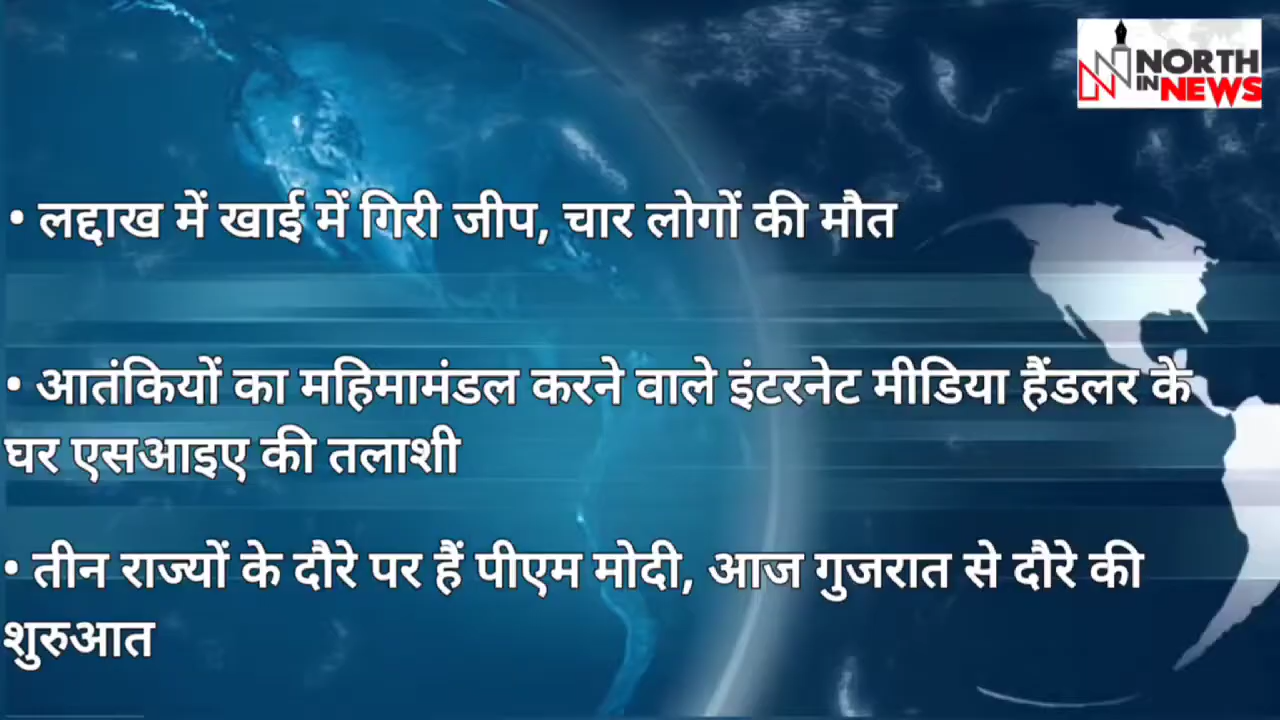 NORTH
IN NEWS
• लद्दाख में खाई में गिरी जीप, चार लोगों की मौत
• आतंकियों का महिमामंडल करने वाले इंटरनेट मीडिया हैंडलर के
घर एसआइए की तलाशी
• तीन राज्यों के दौरे पर हैं पीएम मोदी, आज गुजरात से दौरे की
शुरुआत